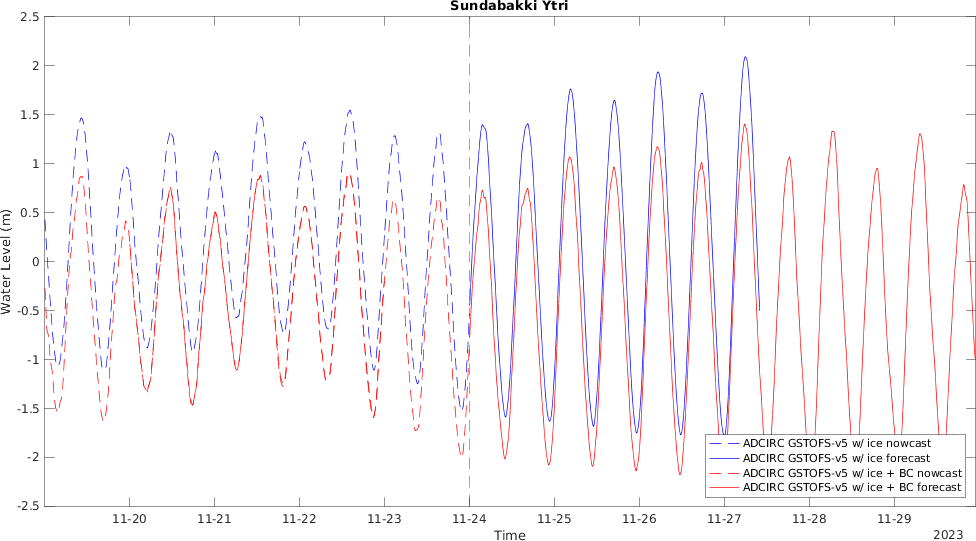 Sundabakki Ytri
2.5
2
1.5
1
0.5
0
-0.5
-1
-1.5
-2
-2.5
Water Level (m)
ADCIRC GSTOFS-v5 w/ ice nowcast
ADCIRC GSTOFS-v5 w/ ice forecast
ADCIRC GSTOFS-v5 w/ ice + BC nowcast
ADCIRC GSTOFS-v5 w/ ice + BC forecast
11-20 11-21 11-22 11-23 11-24 11-25 11-26 11-27 11-28 11-29
Time
2023